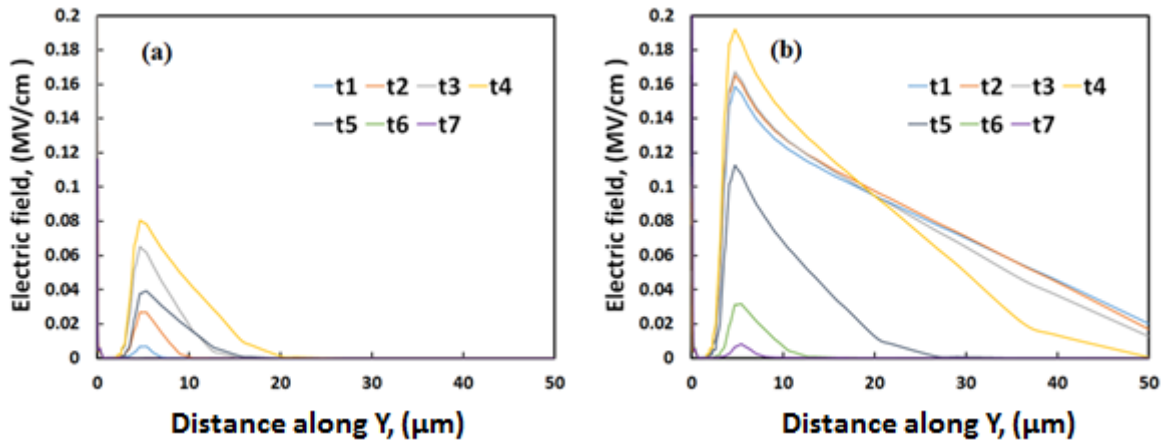 (a)
Electric field, (MV/cm )
0.2
0.18
0.16
0.14
0.12
0.1
0.08
0.06
0.04
0.02
0
t1 t2 t3 t4
t5 t6 t7
0 10 20 30 40 50
Distance along Y, (μm)
(b)
Electric field, (MV/cm )
0.2
0.18
0.16
0.14
0.12
0.1
0.08
0.06
0.04
0.02
0
t1 t2 t3 t4
t5 t6 t7
0 10 20 30 40 50
Distance along Y, (μm)